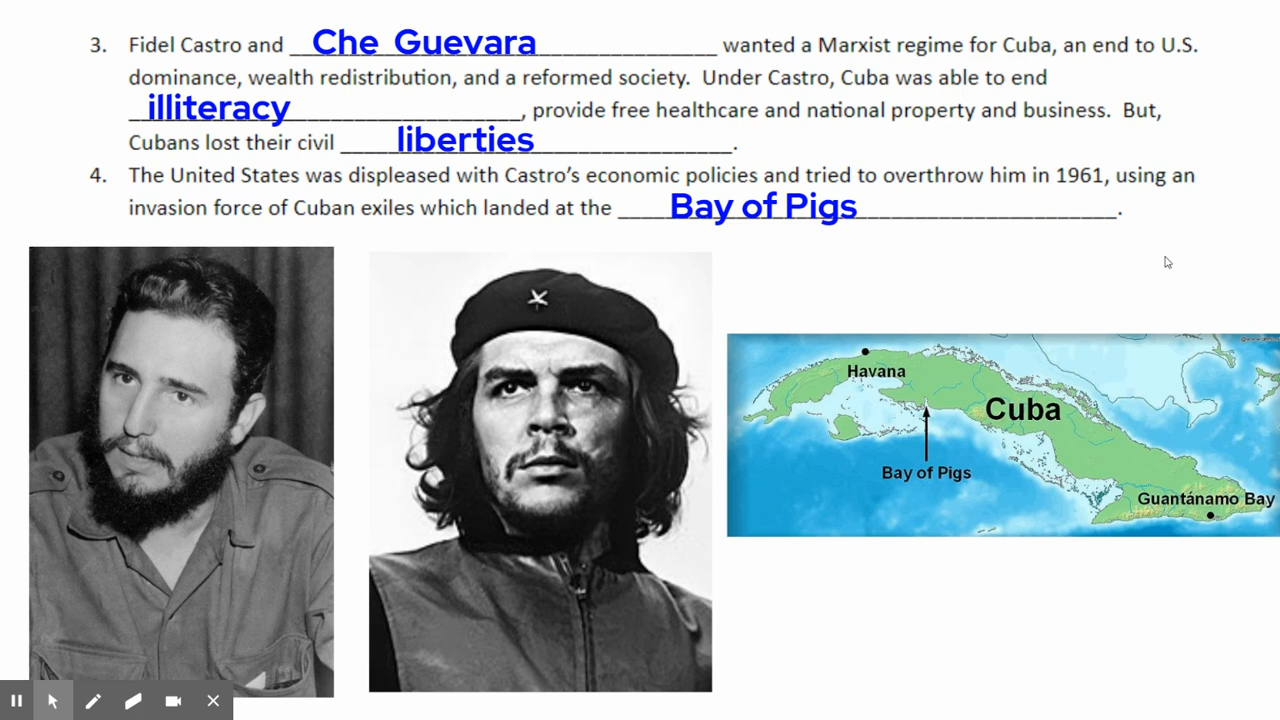 3. Fidel Castro and Che Guevara wanted a Marxist regime for Cuba, an end to U.S.
dominance, wealth redistribution, and a reformed society. Under Castro, Cuba was able to end
illiteracy, provide free healthcare and national property and business. But,
Cubans lost their civil liberties.
4. The United States was displeased with Castro's economic policies and tried to overthrow him in 1961, using an
invasion force of Cuban exiles which landed at the Bay of Pigs.
Havana
Cuba
Bay of Pigs
Guantánamo Bay